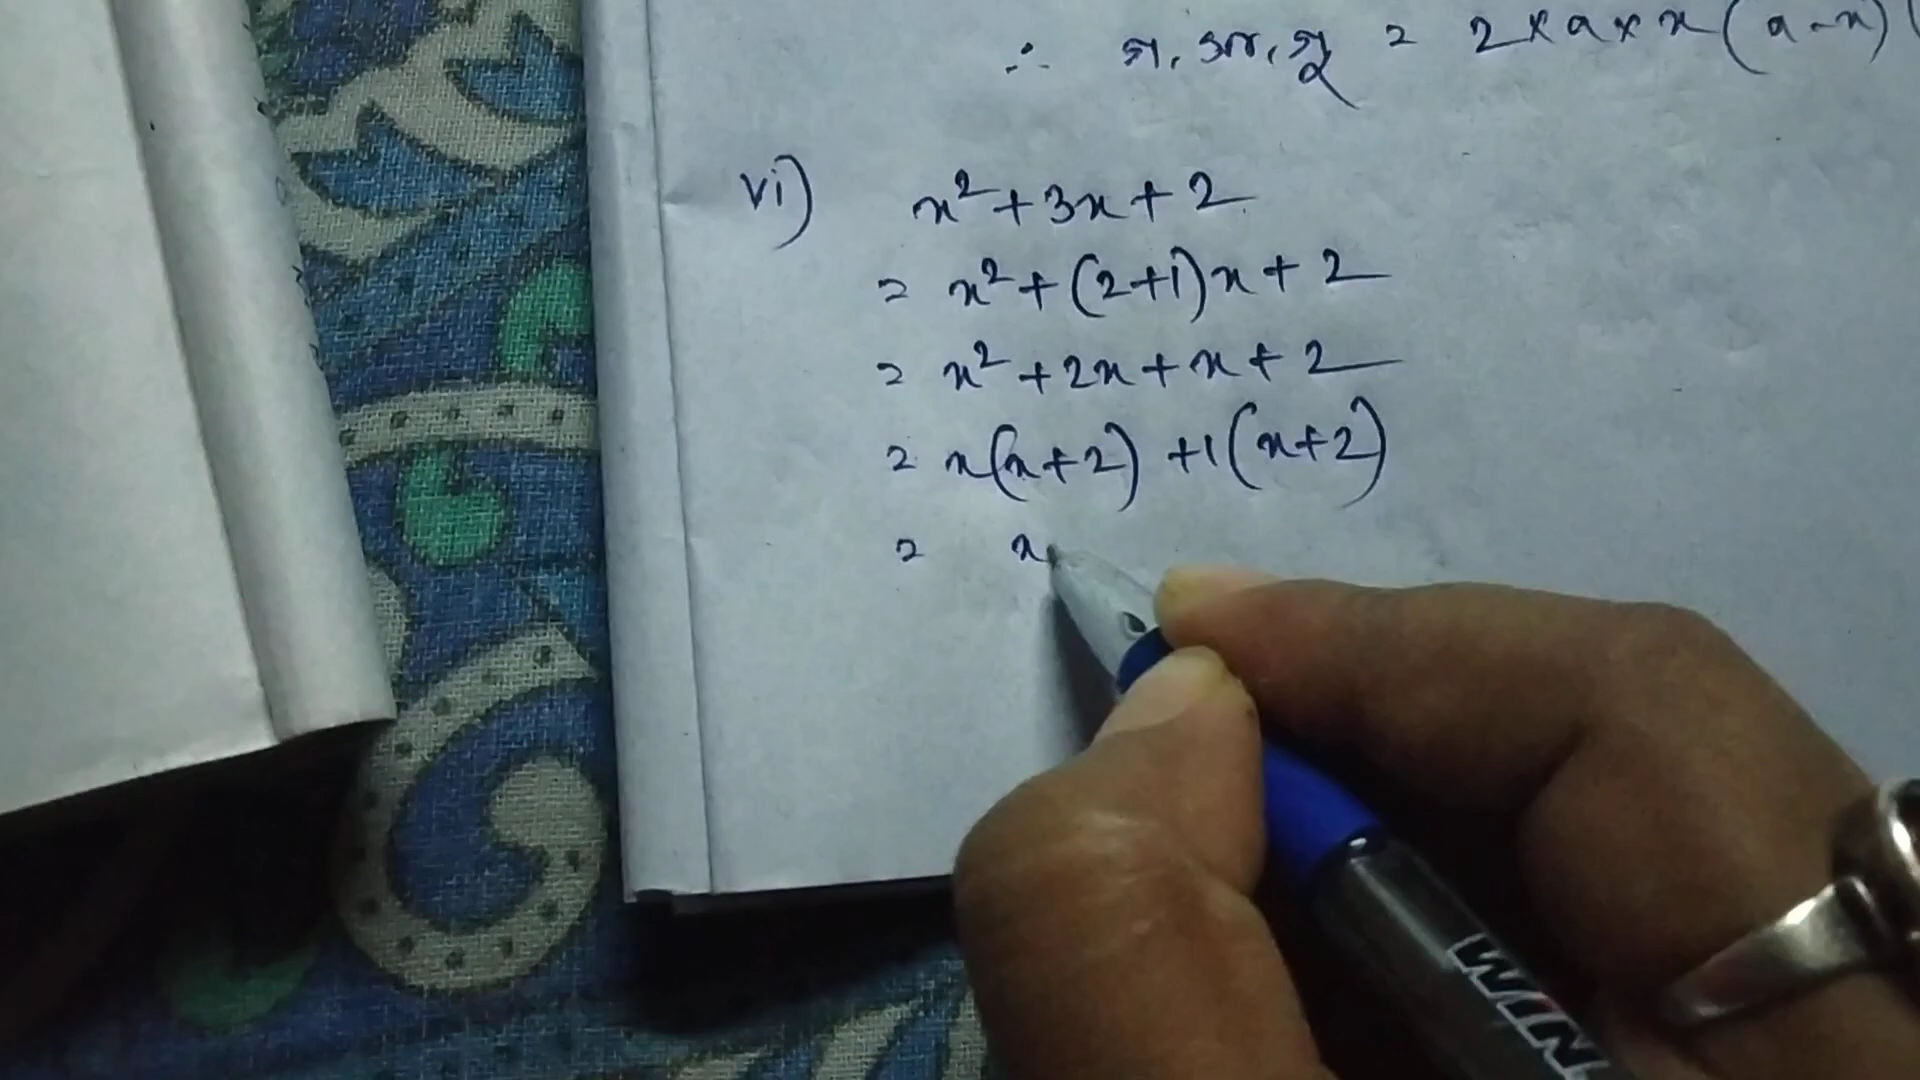 ∴ ল. সা. গু = 2×a×x(a-x)(
vi) x²+3x+2
= x²+(2+1)x+2
= x²+2x+x+2
= x(x+2) +1(x+2)
= x
WIN